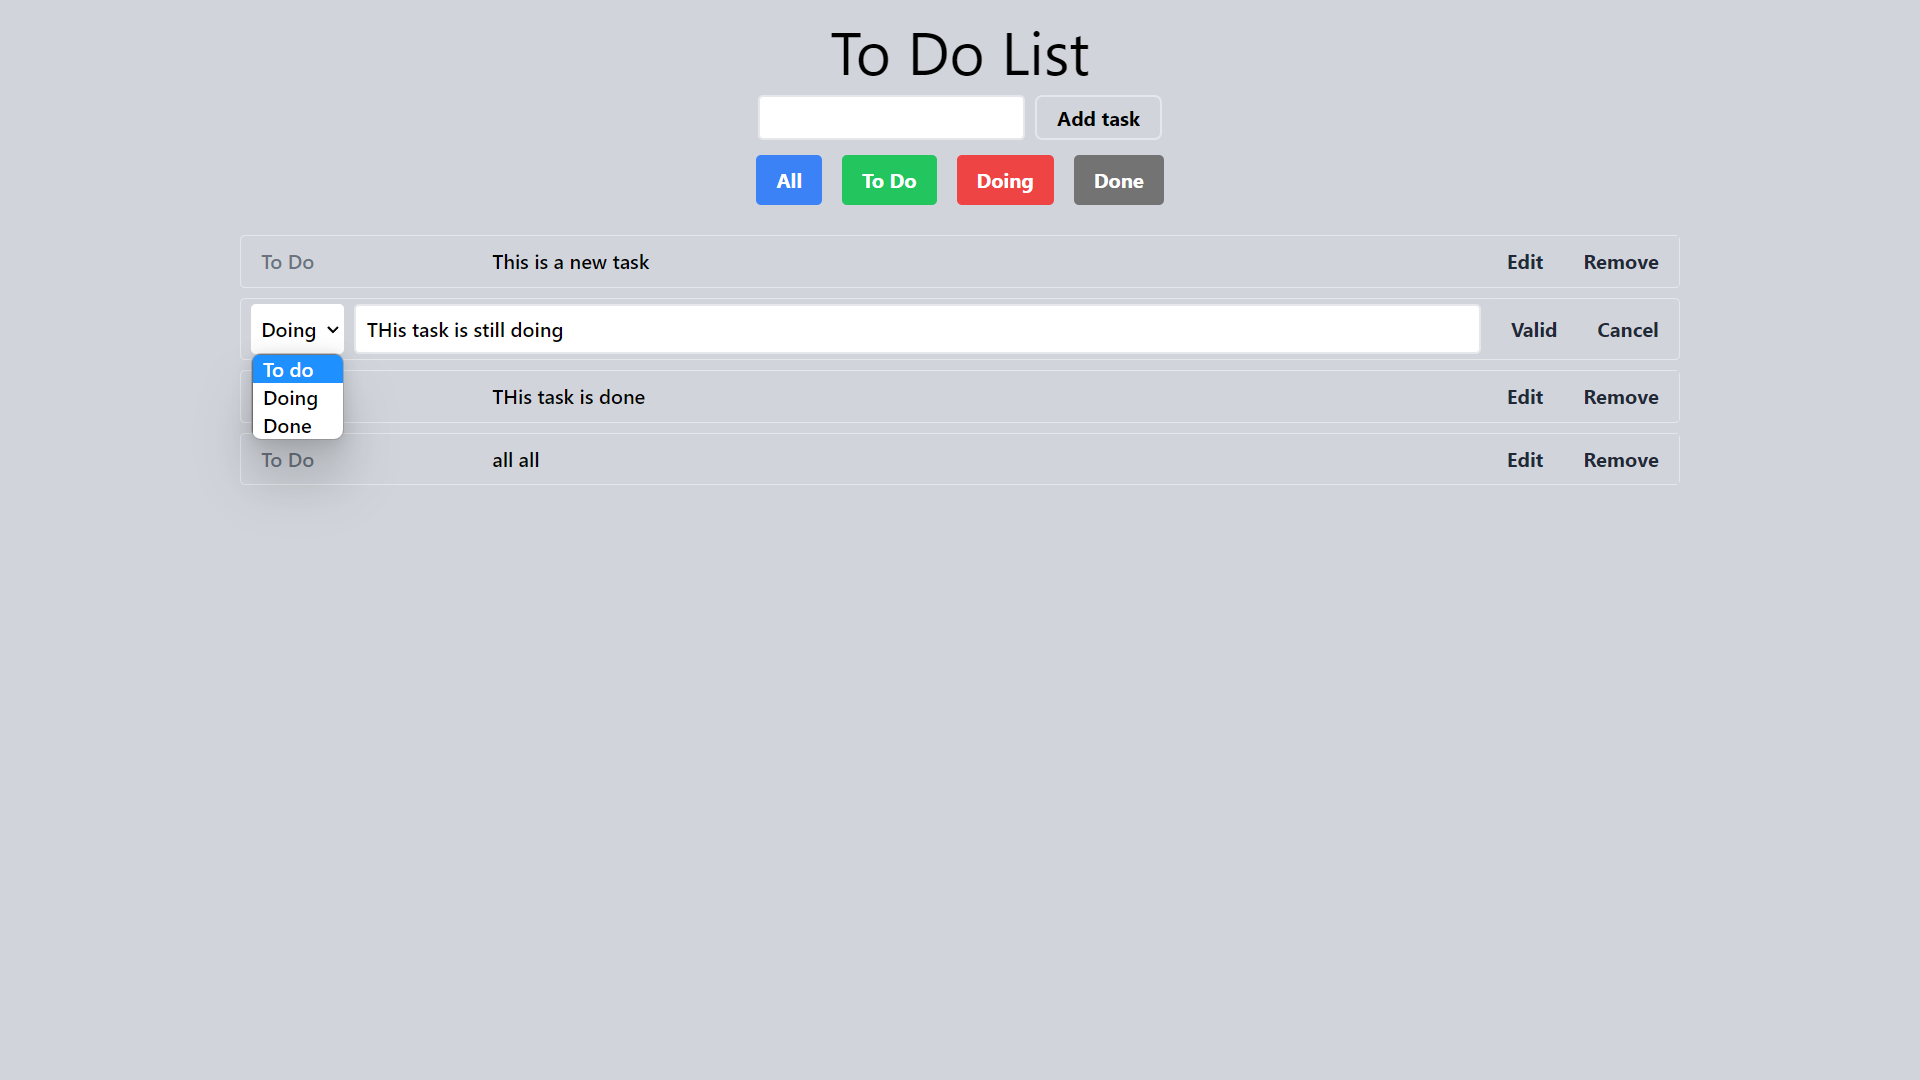 To Do List
Add task
All To Do Doing Done
To Do This is a new task Edit Remove
Doing THis task is still doing Valid Cancel
To do
Doing
THis task is done Edit Remove
Done
To Do all all Edit Remove